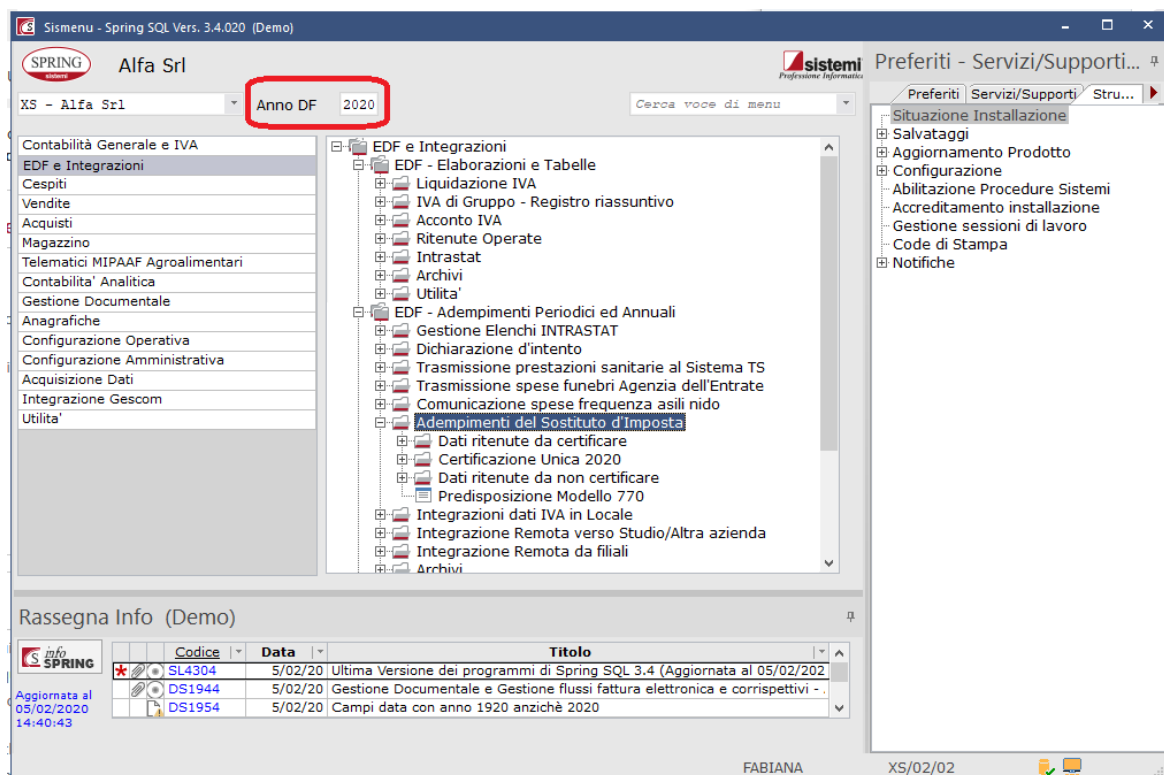 Sismenu - Spring SQL Vers. 3.4.020 (Demo)
SPRING
sistemi
Alfa Srl
sistemi
Professione Informatica
XS - Alfa Srl
Anno DF
2020
Cerca voce di menu
Contabilità Generale e IVA
EDF e Integrazioni
Cespiti
Vendite
Acquisti
Magazzino
Telematici MIPAAF Agroalimentari
Contabilita' Analitica
Gestione Documentale
Anagrafiche
Configurazione Operativa
Configurazione Amministrativa
Acquisizione Dati
Integrazione Gescom
Utilita'
EDF e Integrazioni
EDF - Elaborazioni e Tabelle
Liquidazione IVA
IVA di Gruppo - Registro riassuntivo
Acconto IVA
Ritenute Operate
Intrastat
Archivi
Utilita'
EDF - Adempimenti Periodici ed Annuali
Gestione Elenchi INTRASTAT
Dichiarazione d'intento
Trasmissione prestazioni sanitarie al Sistema TS
Trasmissione spese funebri Agenzia dell'Entrate
Comunicazione spese frequenza asili nido
Adempimenti del Sostituto d'Imposta
Dati ritenute da certificare
Certificazione Unica 2020
Dati ritenute da non certificare
Predisposizione Modello 770
Integrazioni dati IVA in Locale
Integrazione Remota verso Studio/Altra azienda
Integrazione Remota da filiali
Archivi
Preferiti - Servizi/Supporti...
Preferiti Servizi/Supporti Stru...
Situazione Installazione
Salvataggi
Aggiornamento Prodotto
Configurazione
Abilitazione Procedure Sistemi
Accreditamento installazione
Gestione sessioni di lavoro
Code di Stampa
Notifiche
Rassegna Info (Demo)
info
SPRING
Aggiornata al
05/02/2020
14:40:43
Codice Data Titolo
SL4304 5/02/20 Ultima Versione dei programmi di Spring SQL 3.4 (Aggiornata al 05/02/202
DS1944 5/02/20 Gestione Documentale e Gestione flussi fattura elettronica e corrispettivi - .
DS1954 5/02/20 Campi data con anno 1920 anzichè 2020
FABIANA XS/02/02